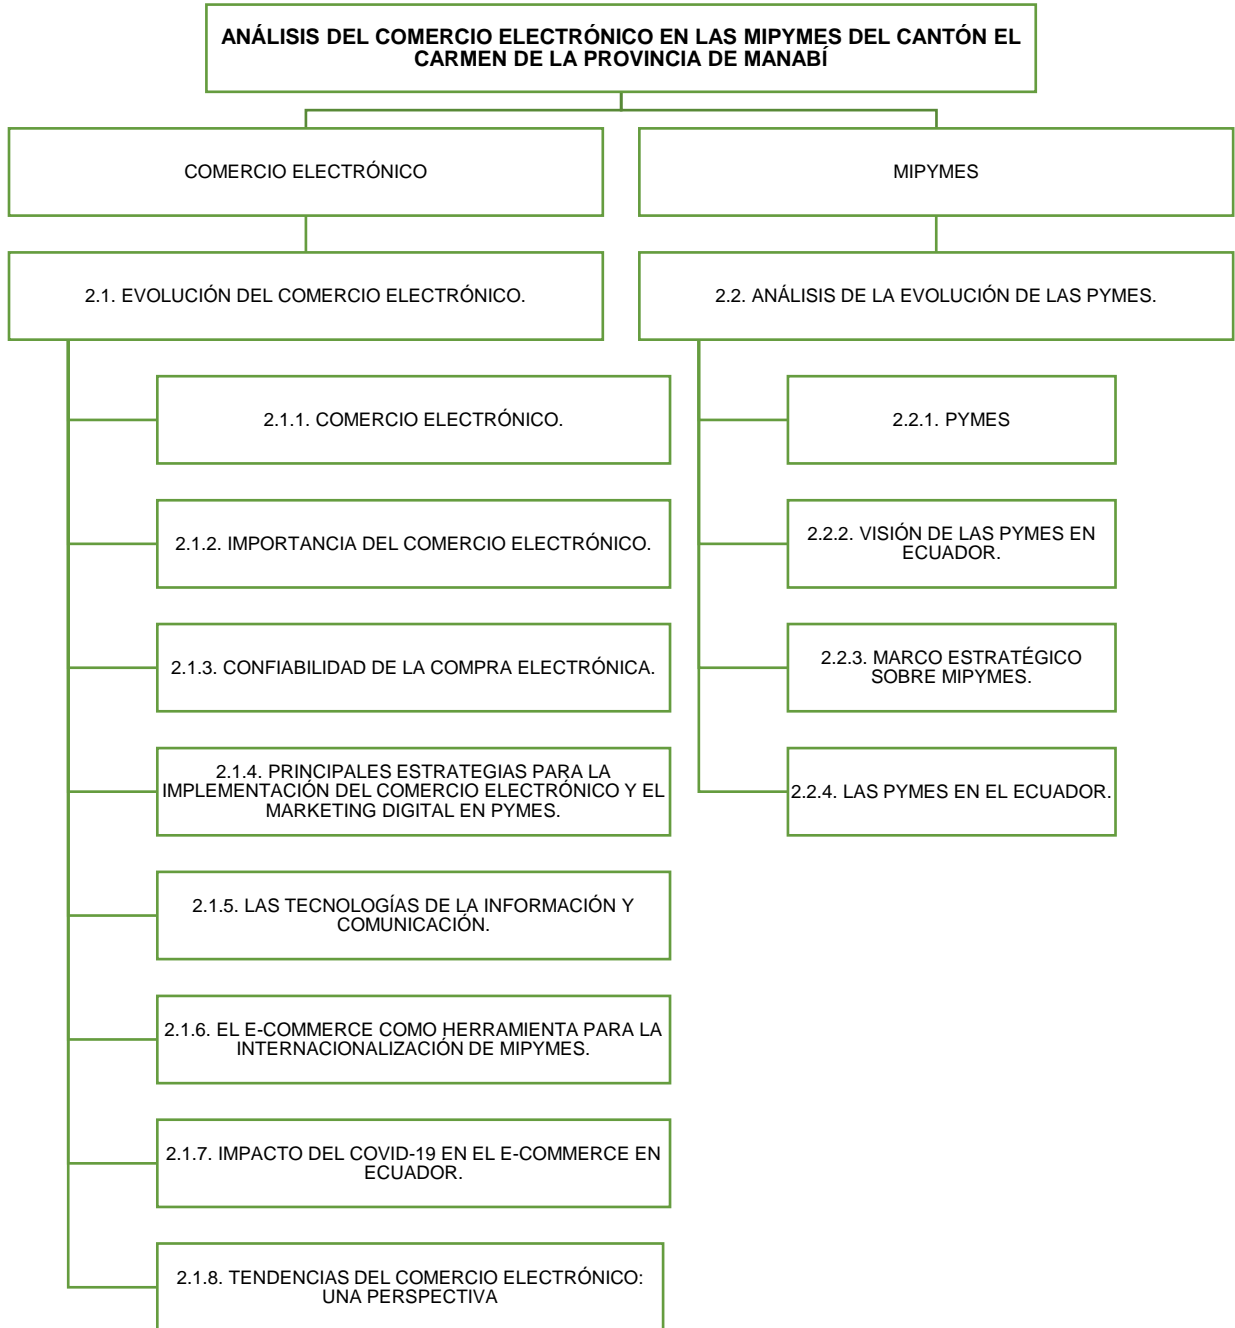 ANÁLISIS DEL COMERCIO ELECTRÓNICO EN LAS MIPYMES DEL CANTÓN EL
CARMEN DE LA PROVINCIA DE MANABÍ
COMERCIO ELECTRÓNICO
MIPYMES
2.1. EVOLUCIÓN DEL COMERCIO ELECTRÓNICO.
2.2. ANÁLISIS DE LA EVOLUCIÓN DE LAS PYMES.
2.1.1. COMERCIO ELECTRÓNICO.
2.1.2. IMPORTANCIA DEL COMERCIO ELECTRÓNICO.
2.1.3. CONFIABILIDAD DE LA COMPRA ELECTRÓNICA.
2.1.4. PRINCIPALES ESTRATEGIAS PARA LA
IMPLEMENTACIÓN DEL COMERCIO ELECTRÓNICO Y EL
MARKETING DIGITAL EN PYMES.
2.1.5. LAS TECNOLOGÍAS DE LA INFORMACIÓN Y
COMUNICACIÓN.
2.1.6. EL E-COMMERCE COMO HERRAMIENTA PARA LA
INTERNACIONALIZACIÓN DE MIPYMES.
2.1.7. IMPACTO DEL COVID-19 EN EL E-COMMERCE EN
ECUADOR.
2.1.8. TENDENCIAS DEL COMERCIO ELECTRÓNICO:
UNA PERSPECTIVA
2.2.1. PYMES
2.2.2. VISIÓN DE LAS PYMES EN
ECUADOR.
2.2.3. MARCO ESTRATÉGICO
SOBRE MIPYMES.
2.2.4. LAS PYMES EN EL ECUADOR.